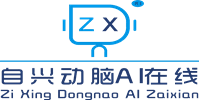 ZX
自兴动脑AI在线
Zi Xing Dongnao AI Zaixian